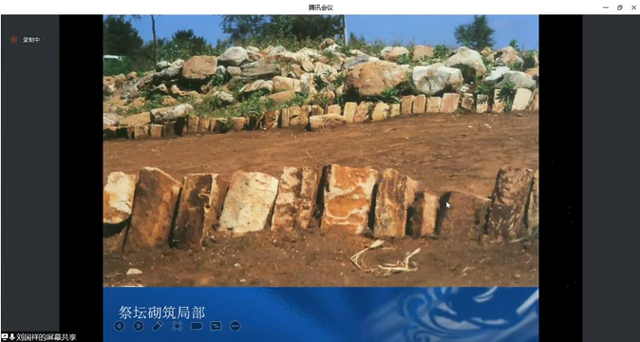 腾讯会议
录制中
祭坛砌筑局部
刘国祥的屏幕共享